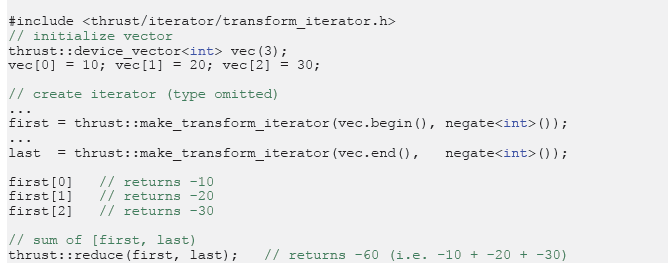 #include <thrust/iterator/transform_iterator.h>
// initialize vector
thrust::device_vector<int> vec(3);
vec[0] = 10; vec[1] = 20; vec[2] = 30;
// create iterator (type omitted)
...
first = thrust::make_transform_iterator(vec.begin(), negate<int>());
...
last  = thrust::make_transform_iterator(vec.end(),   negate<int>());
first[0]   // returns -10
first[1]   // returns -20
first[2]   // returns -30
// sum of [first, last)
thrust::reduce(first, last);   // returns -60 (i.e. -10 + -20 + -30)